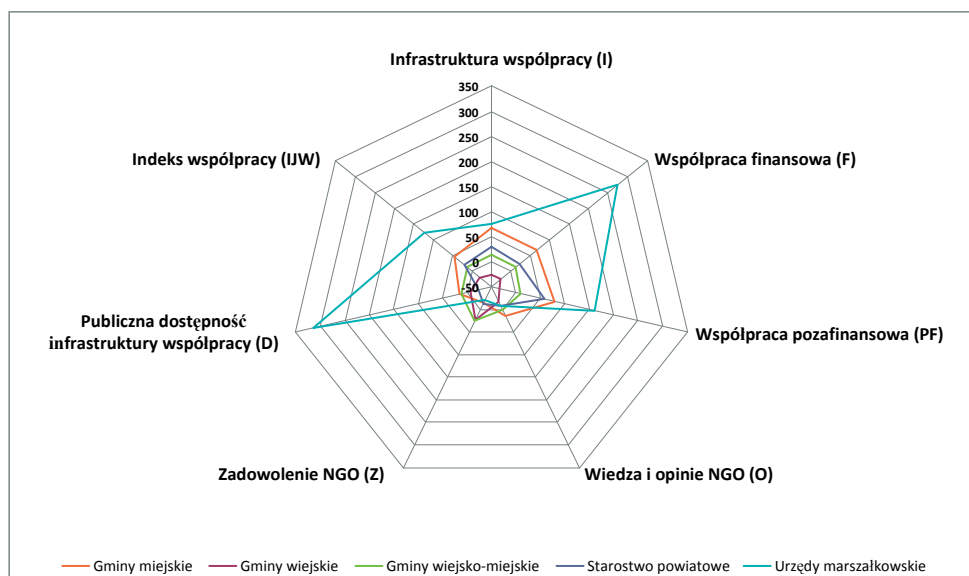 Infrastruktura współpracy (I)
350
300
250
200
150
100
50
0
-50
Indeks współpracy (IJW)
Współpraca finansowa (F)
Publiczna dostępność
infrastruktury współpracy (D)
Współpraca pozafinansowa (PF)
Zadowolenie NGO (Z)
Wiedza i opinie NGO (O)
Gminy miejskie
Gminy wiejskie
Gminy wiejsko-miejskie
Starostwo powiatowe
Urzędy marszałkowskie